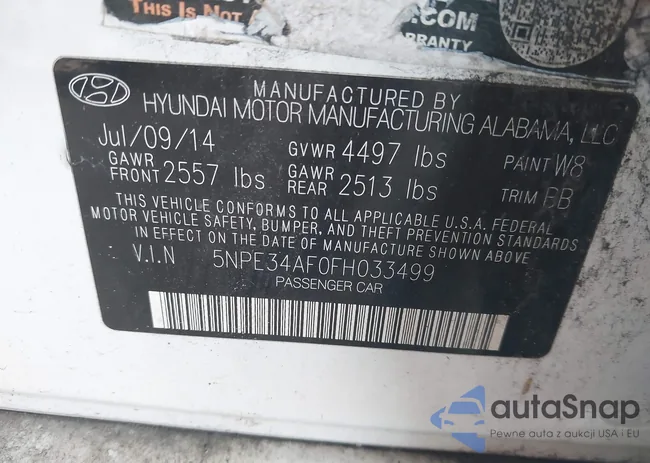 This Is Not
.COM
RRANTY
MANUFACTURED BY
HYUNDAI MOTOR MANUFACTURING ALABAMA, LLC
Jul/09/14 GVWR 4497 lbs PAINT W8
GAWR FRONT 2557 lbs GAWR REAR 2513 lbs TRIM
THIS VEHICLE CONFORMS TO ALL APPLICABLE U.S.A. FEDERAL
MOTOR VEHICLE SAFETY, BUMPER, AND THEFT PREVENTION STANDARDS
IN EFFECT ON THE DATE OF MANUFACTURE SHOWN ABOVE
V.I.N 5NPE34AF0FH033499
PASSENGER CAR
autaSnap
Pewne auta z aukcji USA i EU